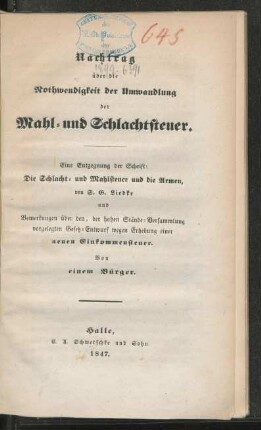 645
Nachtrag
über die
Nothwendigkeit der Umwandlung
der
Mahl- und Schlachtsteuer.
Eine Entgegnung der Schrift:
Die Schlacht- und Mahlsteuer und die Armen,
von S. G. Liedke
und
Bemerkungen über den, der hohen Stände-Versammlung
vorgelegten Gesetz-Entwurf wegen Erhebung einer
neuen Einkommensteuer.
Von
einem Bürger.
Halle,
C. A. Schwetschke und Sohn.
1847.